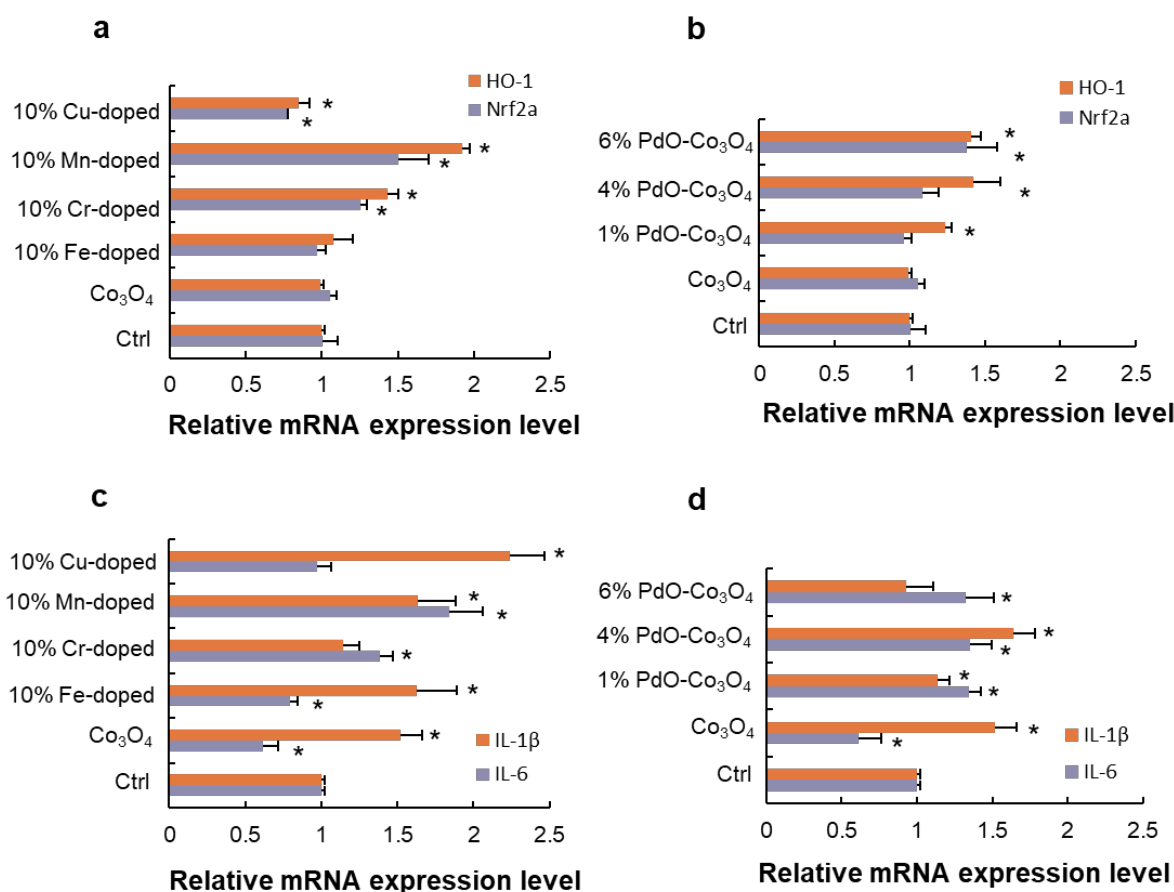 a
HO-1
Nrf2a
10% Cu-doped
*
*
10% Mn-doped
*
*
10% Cr-doped
*
*
10% Fe-doped
Co₃O₄
Ctrl
0 0.5 1 1.5 2 2.5
Relative mRNA expression level
b
HO-1
Nrf2a
6% PdO-Co₃O₄
*
*
4% PdO-Co₃O₄
*
1% PdO-Co₃O₄
*
Co₃O₄
Ctrl
0 0.5 1 1.5 2 2.5
Relative mRNA expression level
c
10% Cu-doped
*
10% Mn-doped
*
*
10% Cr-doped
*
10% Fe-doped
*
*
Co₃O₄
*
*
Ctrl
IL-1β
IL-6
0 0.5 1 1.5 2 2.5
Relative mRNA expression level
d
6% PdO-Co₃O₄
*
4% PdO-Co₃O₄
*
*
1% PdO-Co₃O₄
*
*
Co₃O₄
*
*
Ctrl
IL-1β
IL-6
0 0.5 1 1.5 2 2.5
Relative mRNA expression level